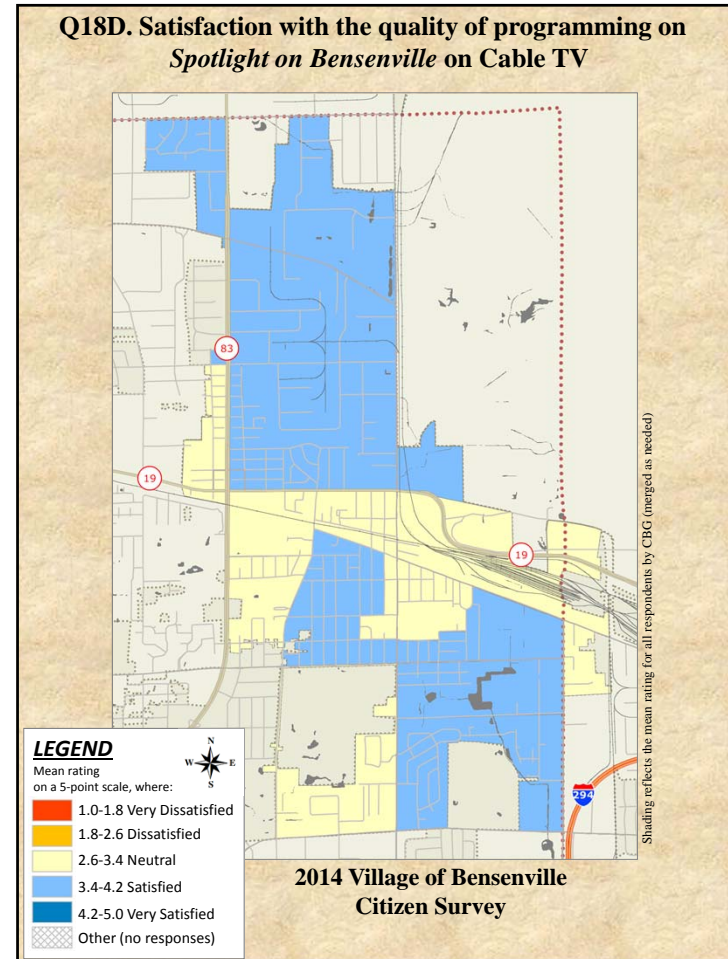 Q18D. Satisfaction with the quality of programming on
Spotlight on Bensenville on Cable TV
83
19
19
294
Shading reflects the mean rating for all respondents by CBG (merged as needed)
LEGEND
Mean rating
on a 5-point scale, where:
N
W E
S
1.0-1.8 Very Dissatisfied
1.8-2.6 Dissatisfied
2.6-3.4 Neutral
3.4-4.2 Satisfied
4.2-5.0 Very Satisfied
Other (no responses)
2014 Village of Bensenville
Citizen Survey